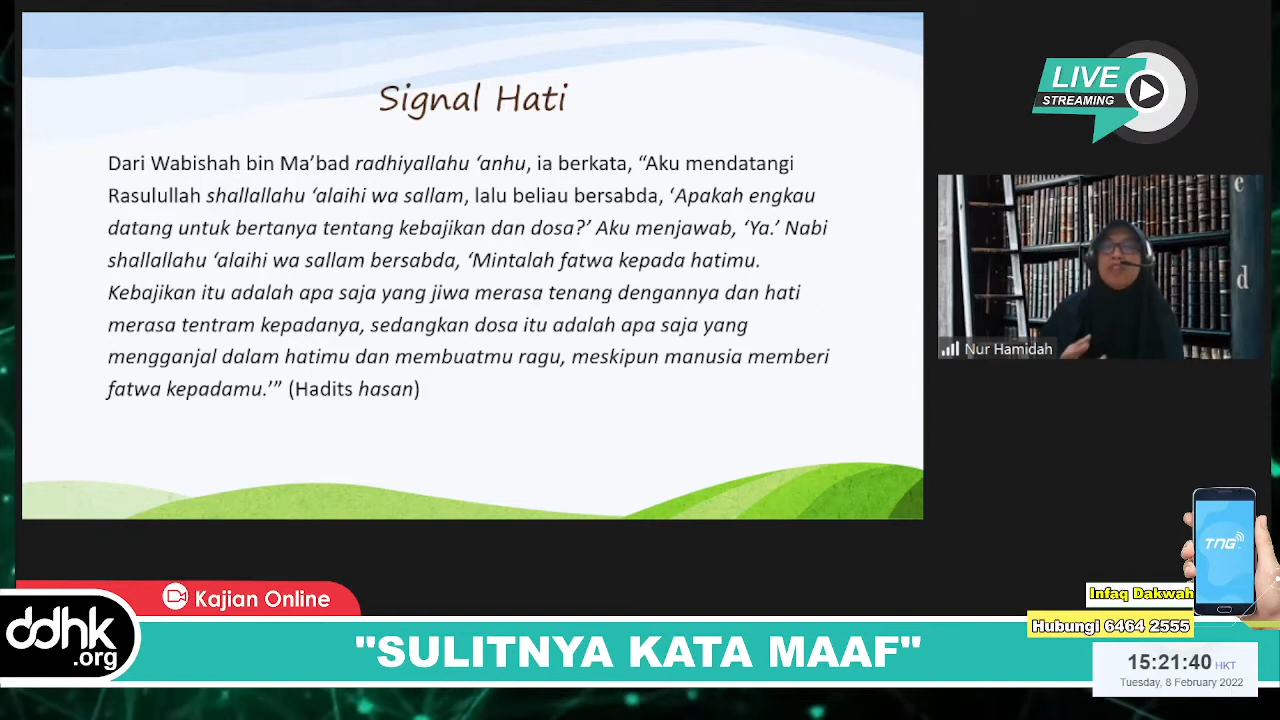 Signal Hati
Dari Wabishah bin Ma’bad radhiyallahu ‘anhu, ia berkata, “Aku mendatangi
Rasulullah shallallahu ‘alaihi wa sallam, lalu beliau bersabda, ‘Apakah engkau
datang untuk bertanya tentang kebajikan dan dosa?’ Aku menjawab, ‘Ya.’ Nabi
shallallahu ‘alaihi wa sallam bersabda, ‘Mintalah fatwa kepada hatimu.
Kebajikan itu adalah apa saja yang jiwa merasa tenang dengannya dan hati
merasa tentram kepadanya, sedangkan dosa itu adalah apa saja yang
mengganjal dalam hatimu dan membuatmu ragu, meskipun manusia memberi
fatwa kepadamu.’” (Hadits hasan)
LIVE
STREAMING
e
d
Nur Hamidah
TNG
Kajian Online
Infaq Dakwah
Hubungi 6464 2555
ddhk
.org
"SULITNYA KATA MAAF"
15:21:40 HKT
Tuesday, 8 February 2022